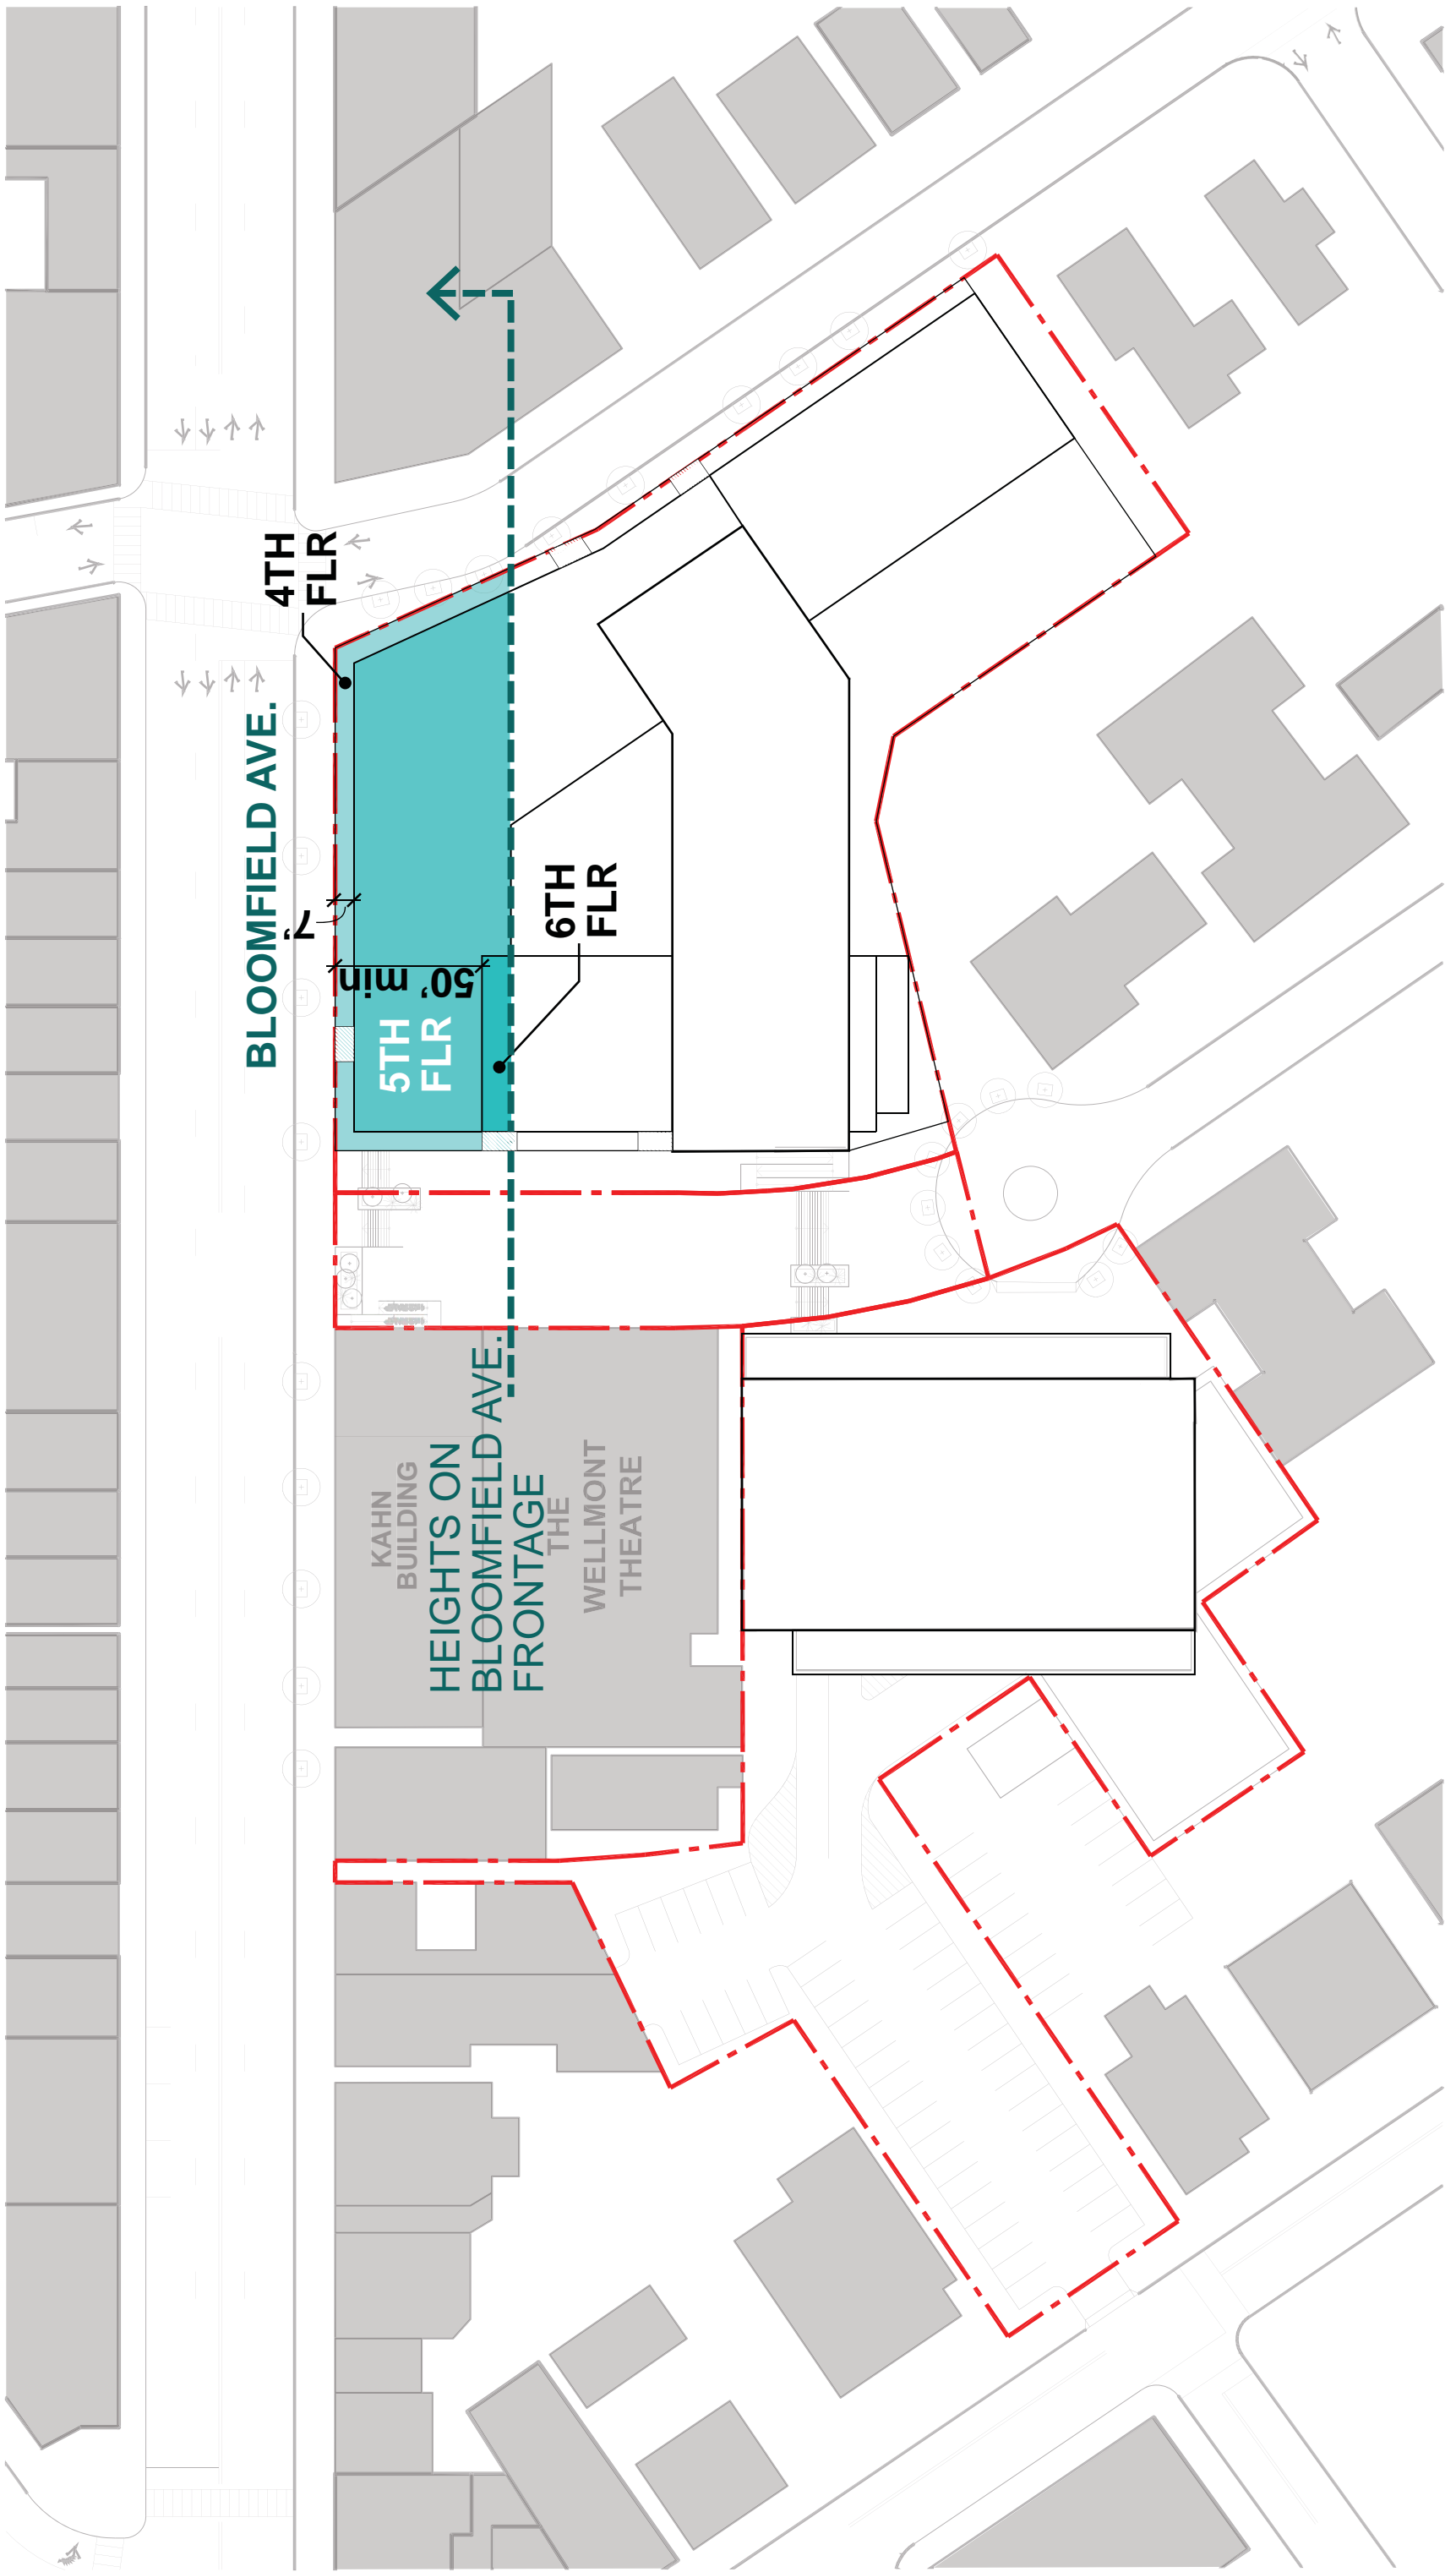 4TH
FLR
BLOOMFIELD AVE.
7’
50’ min
5TH
FLR
6TH
FLR
HEIGHTS ON
BLOOMFIELD AVE.
FRONTAGE
KAHN
BUILDING
THE
WELLMONT
THEATRE